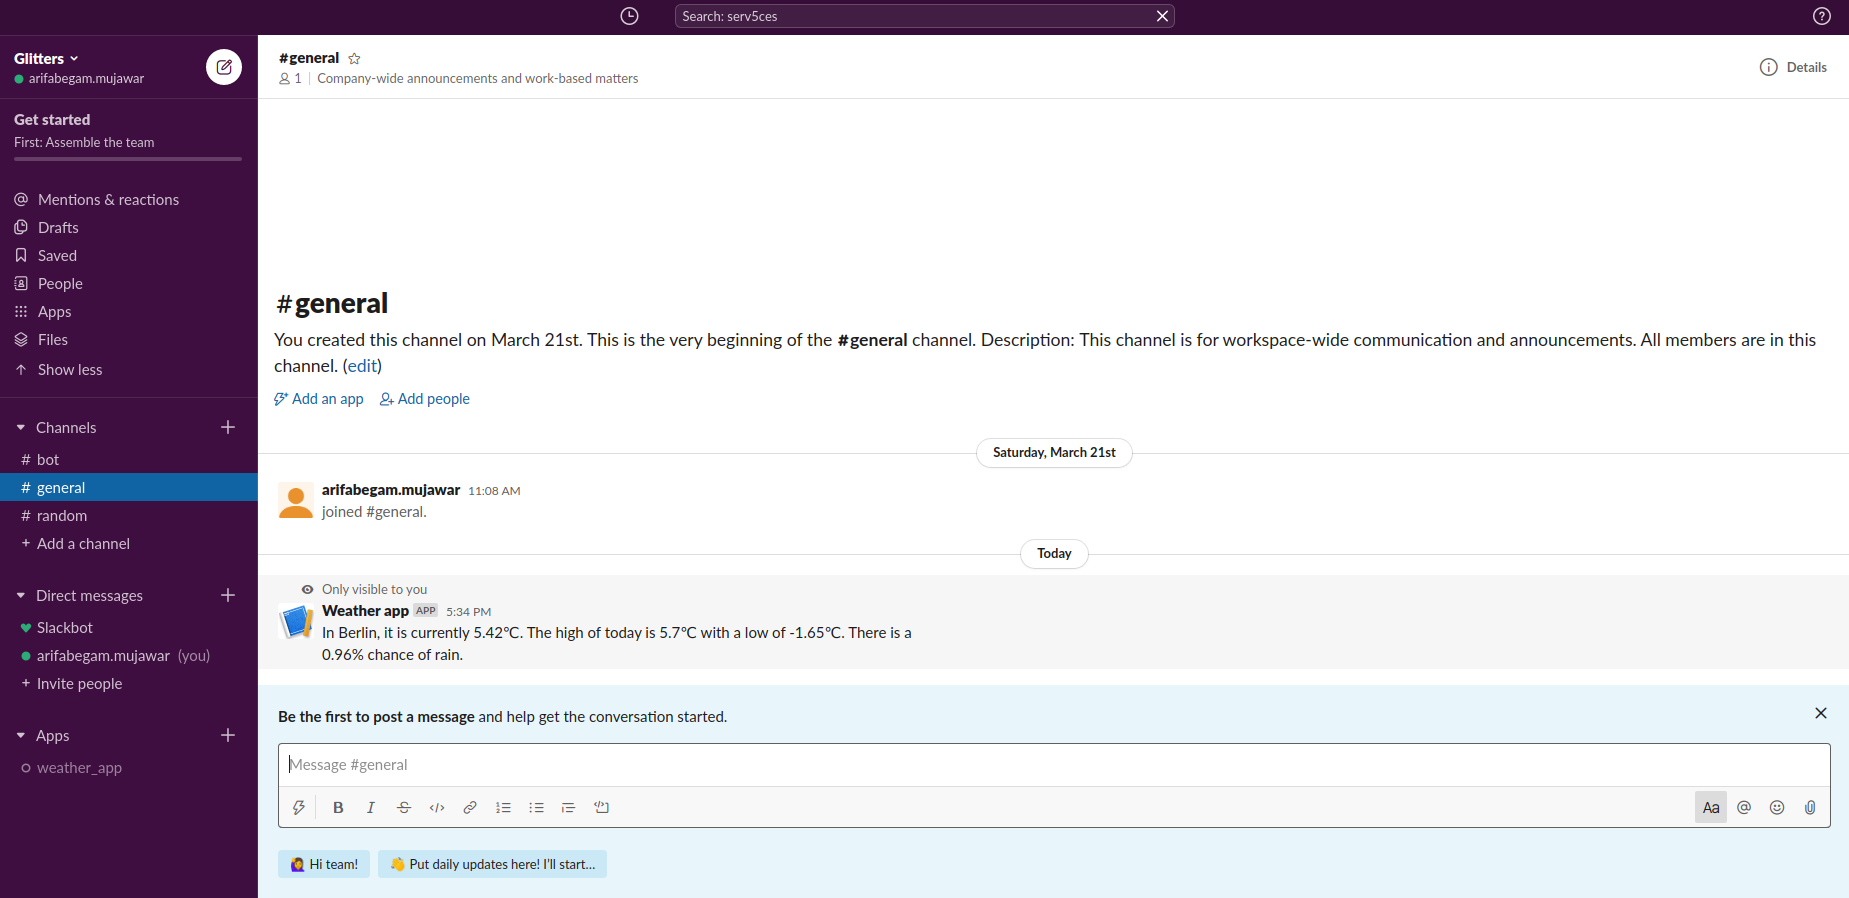 Search: serv5ces
Glitters
arifabegam.mujawar
Get started
First: Assemble the team
Mentions & reactions
Drafts
Saved
People
Apps
Files
Show less
Channels
# bot
# general
# random
+ Add a channel
Direct messages
Slackbot
arifabegam.mujawar (you)
+ Invite people
Apps
weather_app
#general
1 | Company-wide announcements and work-based matters
Details
#general
You created this channel on March 21st. This is the very beginning of the #general channel. Description: This channel is for workspace-wide communication and announcements. All members are in this
channel. (edit)
Add an app Add people
Saturday, March 21st
arifabegam.mujawar 11:08 AM
joined #general.
Today
Only visible to you
Weather app APP 5:34 PM
In Berlin, it is currently 5.42°C. The high of today is 5.7°C with a low of -1.65°C. There is a
0.96% chance of rain.
Be the first to post a message and help get the conversation started.
Message #general
B I S </> Aa @
Hi team! Put daily updates here! I'll start...